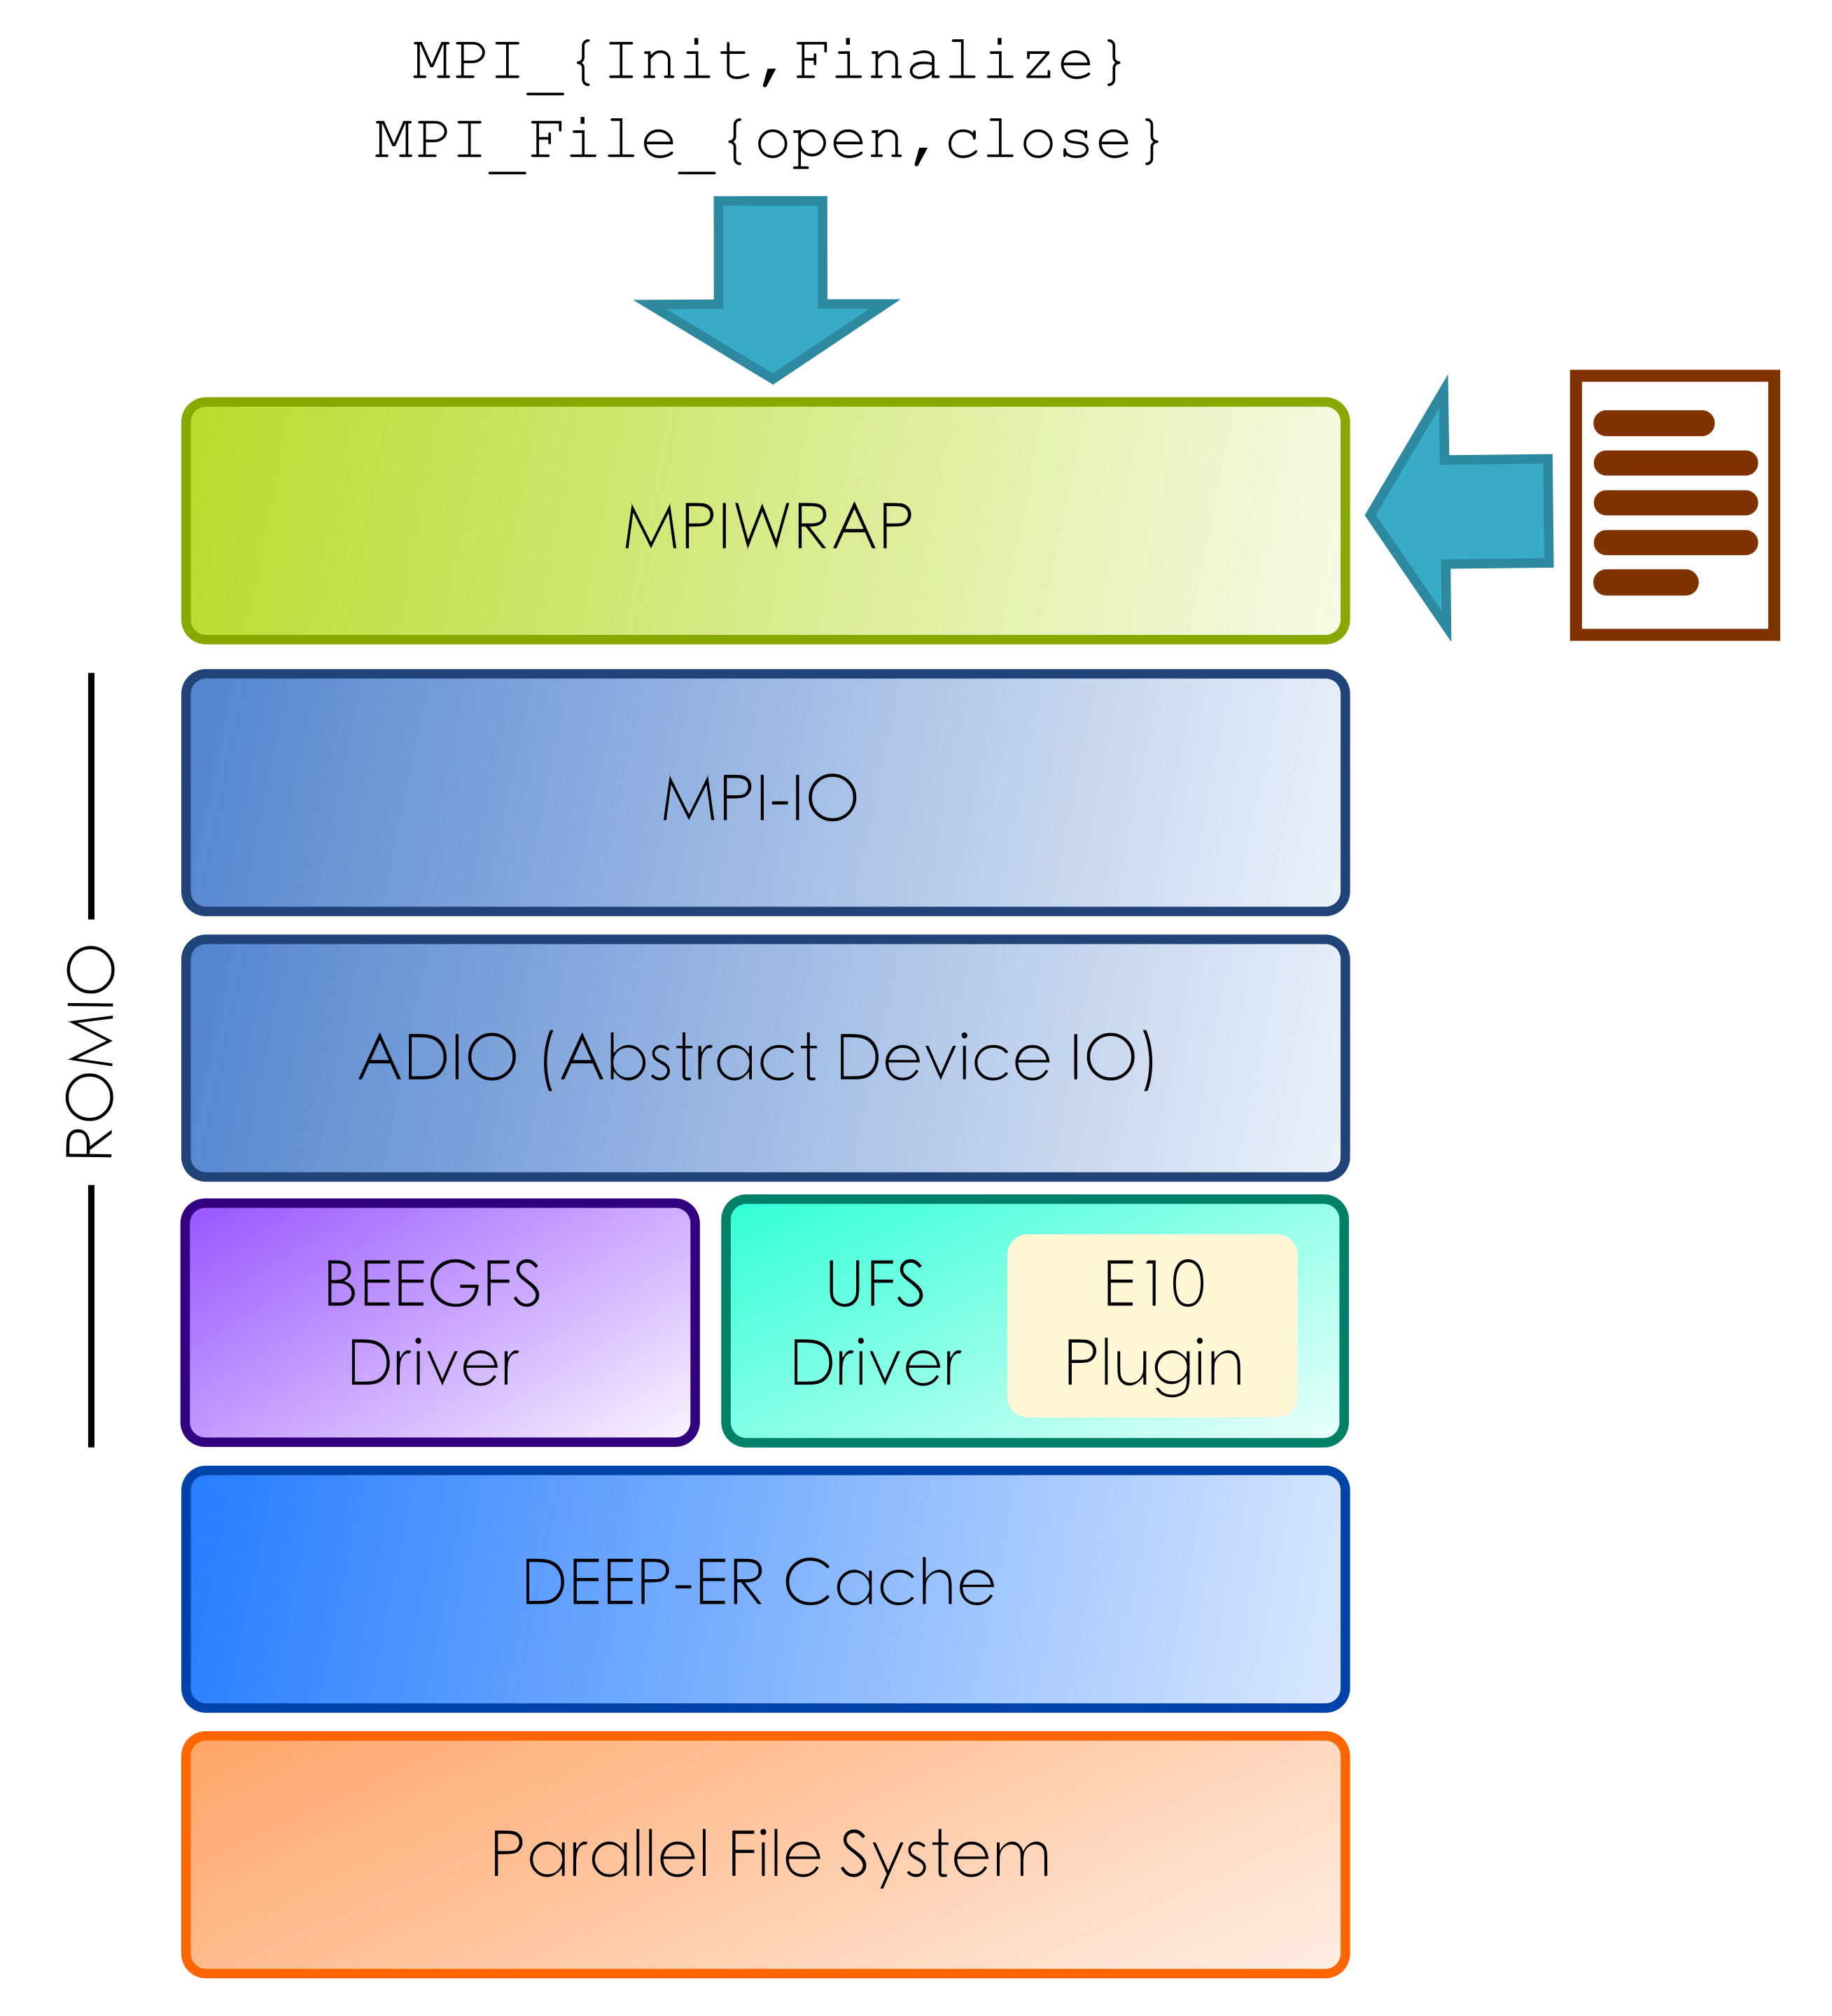 MPI_{Init,Finalize}
MPI_File_{open,close}
MPIWRAP
MPI-IO
ROMIO
ADIO (Abstract Device IO)
BEEGFS
Driver
UFS
Driver
E10
Plugin
DEEP-ER Cache
Parallel File System